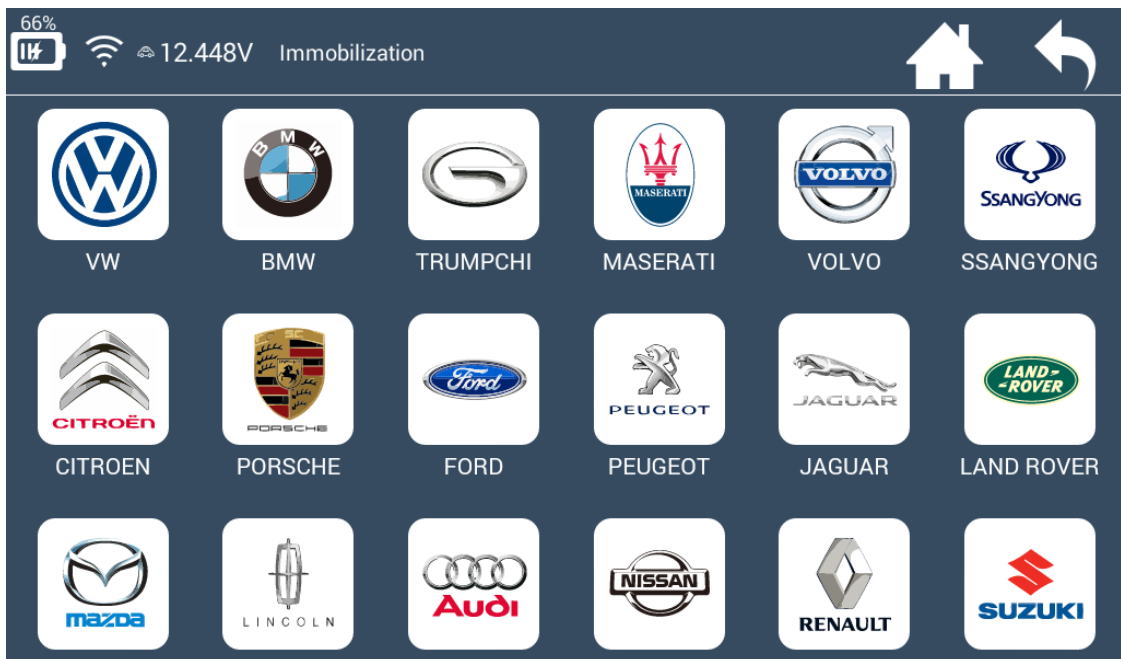 66%
12.448V Immobilization
B M W
MASERATI
VOLVO
SSANGYONG
VW BMW TRUMPCHI MASERATI VOLVO SSANGYONG
CITROËN
PORSCHE
Ford
PEUGEOT
JAGUAR
LAND-
-ROVER
CITROEN PORSCHE FORD PEUGEOT JAGUAR LAND ROVER
mazda
LINCOLN
Audi
NISSAN
RENAULT
SUZUKI